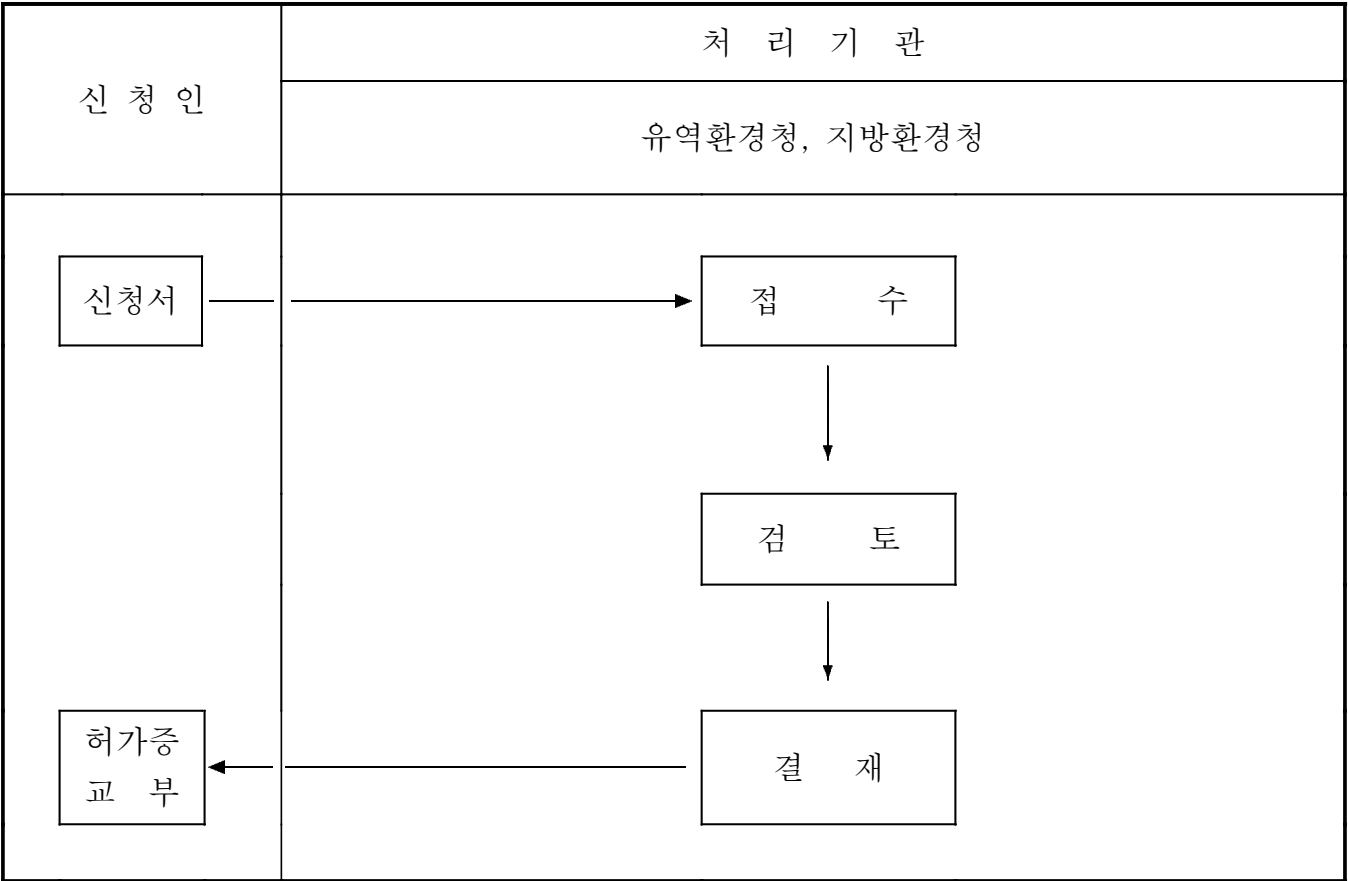 처 리 기 관
신 청 인
유역환경청, 지방환경청
신청서
접 수
검 토
허가증
교 부
결 재